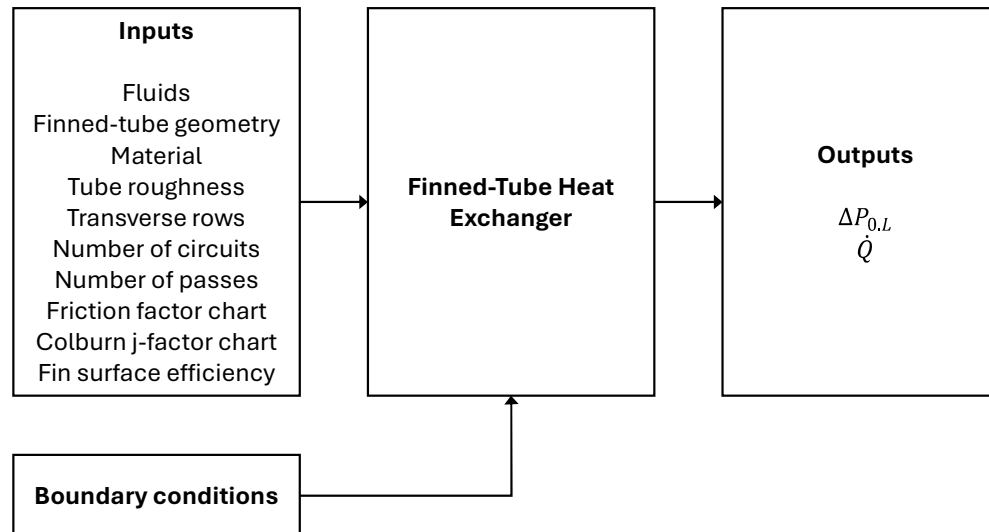 Inputs
Fluids
Finned-tube geometry
Material
Tube roughness
Transverse rows
Number of circuits
Number of passes
Friction factor chart
Colburn j-factor chart
Fin surface efficiency
Finned-Tube Heat
Exchanger
Outputs
ΔP₀.L
Q̇
Boundary conditions